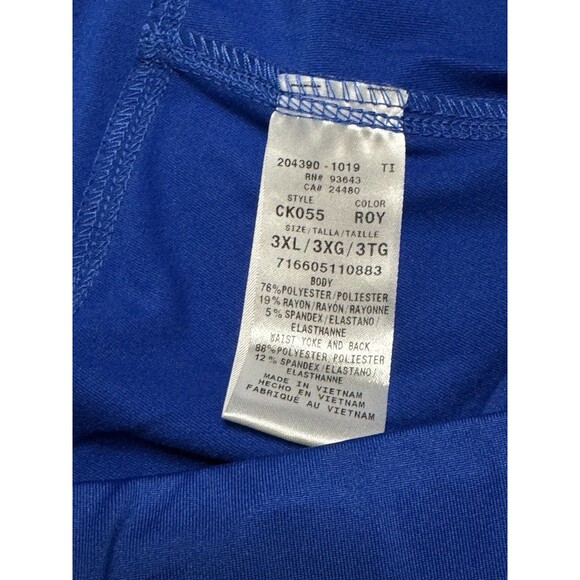 204390 - 1019 TI
RN# 93643
CA# 24480
STYLE COLOR
CK055 ROY
SIZE/TALLA/TAILLE
3XL/3XG/3TG
716605110883
BODY
76%POLYESTER/POLIESTER
19%RAYON/RAYON/RAYONNE
5% SPANDEX/ELASTANO/
ELASTHANNE
WAIST YOKE AND BACK
88%POLYESTER POLIESTER
12% SPANDEX/ELASTANO/
ELASTHANNE
MADE IN VIETNAM
HECHO EN VIETNAM
FABRIQUÉ AU VIETNAM